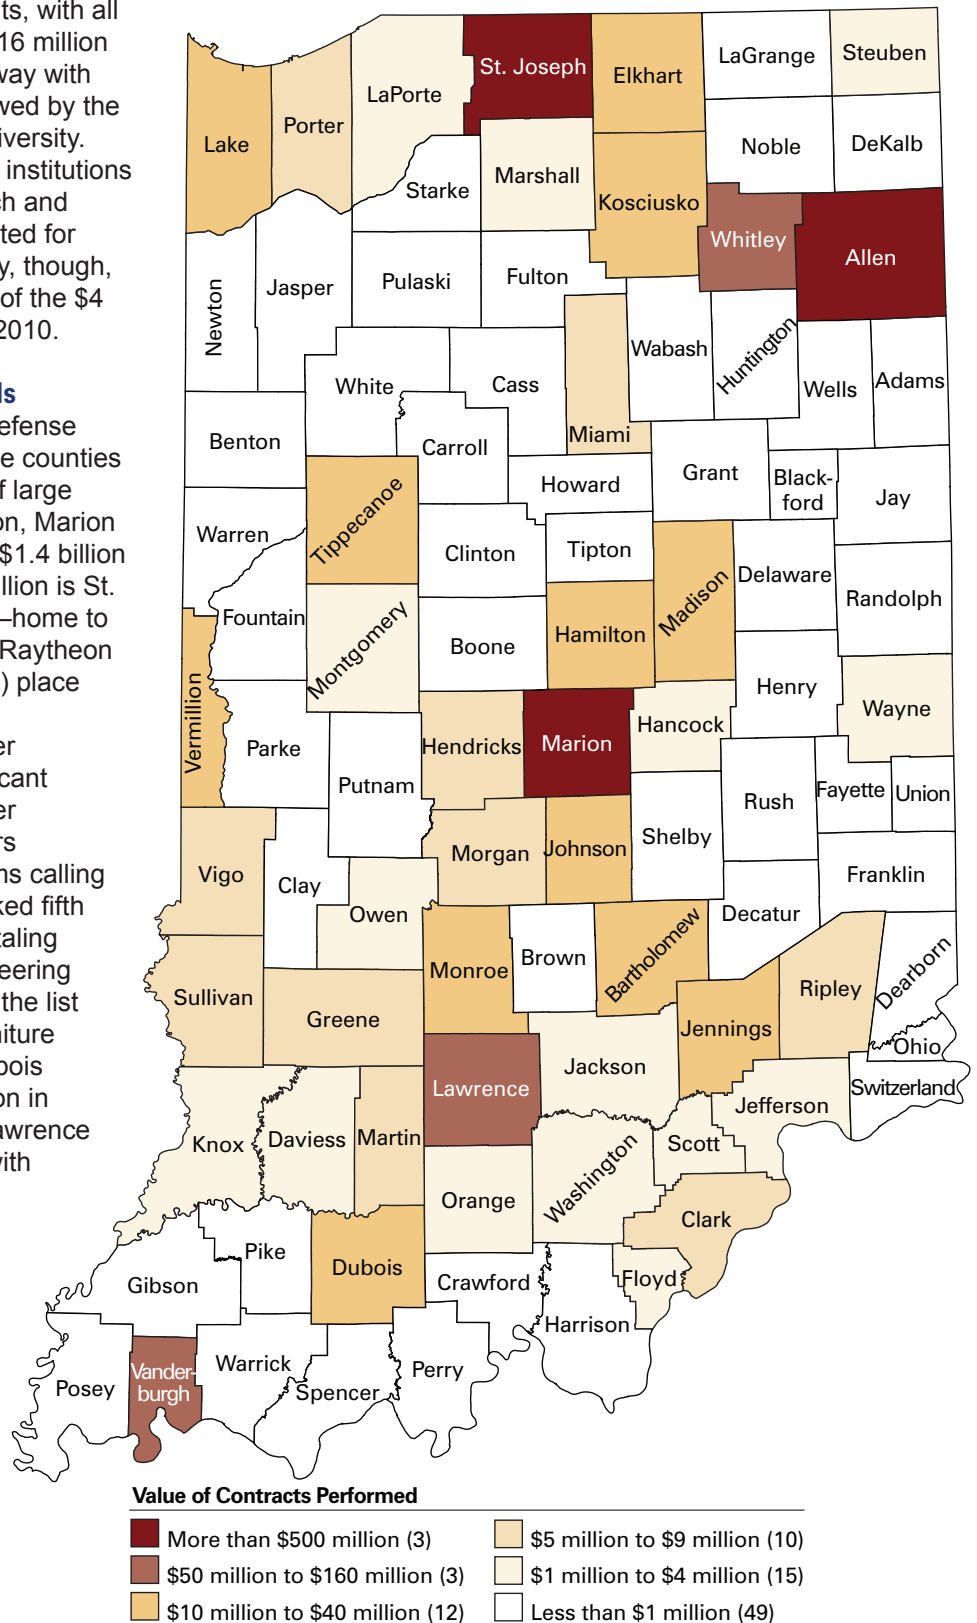 ts, with all
16 million
way with
wed by the
iversity.
institutions
ch and
ted for
y, though,
of the $4
2010.
ls
efense
e counties
f large
on, Marion
$1.4 billion
illion is St.
–home to
Raytheon
) place
er
cant
er
rs
ns calling
ked fifth
taling
eering
the list
niture
bois
on in
awrence
vith
St. Joseph
Elkhart
LaGrange
Steuben
LaPorte
Porter
Lake
Noble
DeKalb
Starke
Marshall
Kosciusko
Whitley
Allen
Newton
Jasper
Pulaski
Fulton
Wabash
Huntington
Wells
Adams
White
Cass
Miami
Benton
Carroll
Howard
Grant
Black-
ford
Jay
Warren
Tippecanoe
Clinton
Tipton
Madison
Delaware
Randolph
Fountain
Montgomery
Boone
Hamilton
Henry
Wayne
Vermillion
Parke
Putnam
Hendricks
Marion
Hancock
Rush
Fayette
Union
Vigo
Clay
Owen
Morgan
Johnson
Shelby
Decatur
Franklin
Sullivan
Greene
Monroe
Brown
Bartholomew
Jennings
Ripley
Dearborn
Ohio
Switzerland
Lawrence
Jackson
Jefferson
Knox
Daviess
Martin
Orange
Washington
Scott
Clark
Gibson
Pike
Dubois
Crawford
Floyd
Harrison
Posey
Vander-
burgh
Warrick
Spencer
Perry
Value of Contracts Performed
More than $500 million (3)
$50 million to $160 million (3)
$10 million to $40 million (12)
$5 million to $9 million (10)
$1 million to $4 million (15)
Less than $1 million (49)